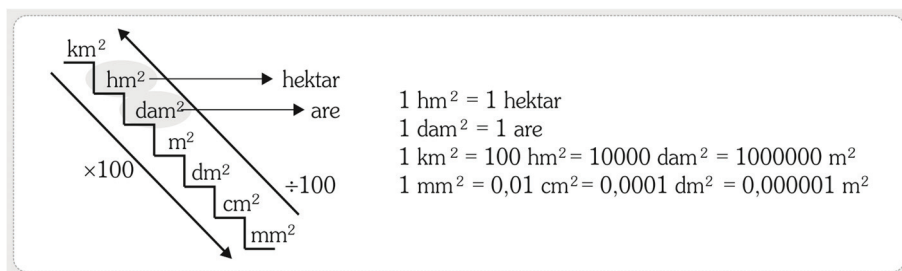 km²
hm² hektar
dam² are
m²
dm²
cm²
mm²
×100
÷100
1 hm² = 1 hektar
1 dam² = 1 are
1 km² = 100 hm² = 10000 dam² = 1000000 m²
1 mm² = 0,01 cm² = 0,0001 dm² = 0,000001 m²